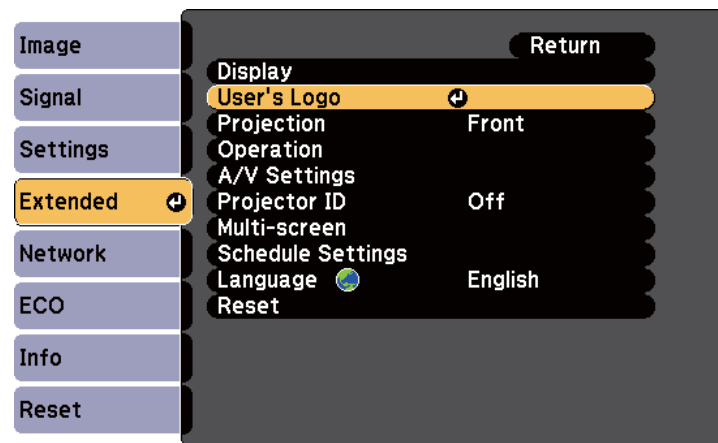 Image
Signal
Settings
Extended
Network
ECO
Info
Reset
Return
Display
User's Logo
Projection Front
Operation
A/V Settings
Projector ID Off
Multi-screen
Schedule Settings
Language English
Reset